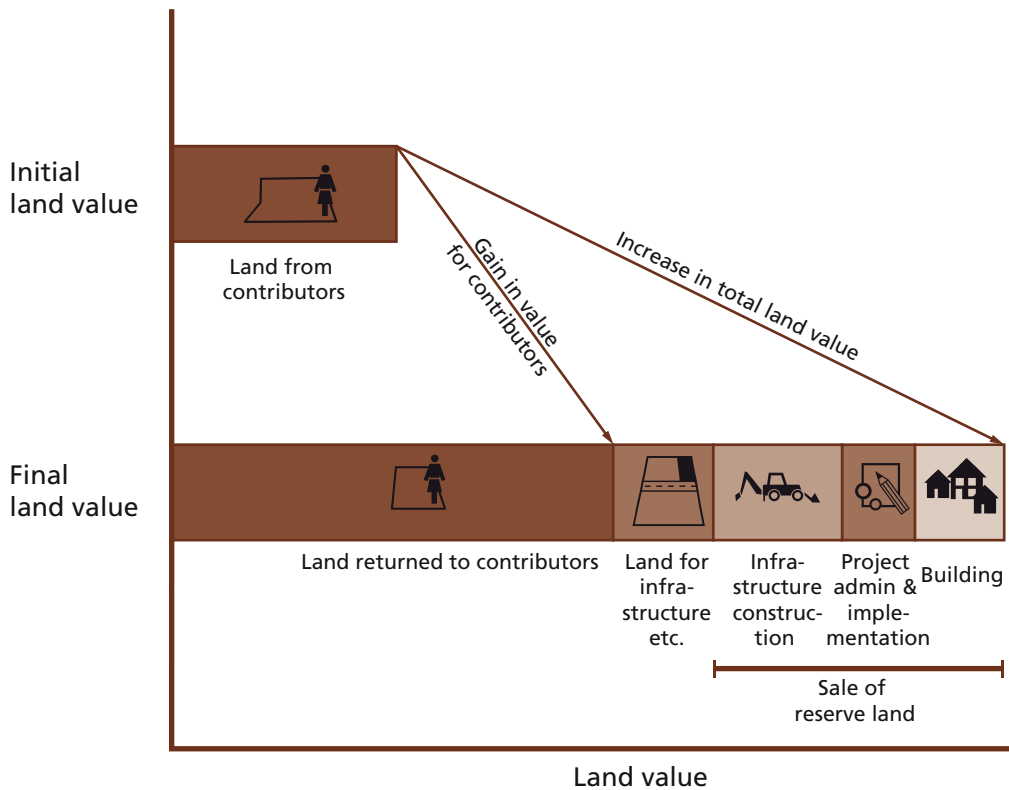 Initial
land value
Land from
contributors
Gain in value
for contributors
Increase in total land value
Final
land value
Land returned to contributors
Land for
infra-
structure
etc.
Infra-
structure
construc-
tion
Project
admin &
imple-
mentation
Building
Sale of
reserve land
Land value